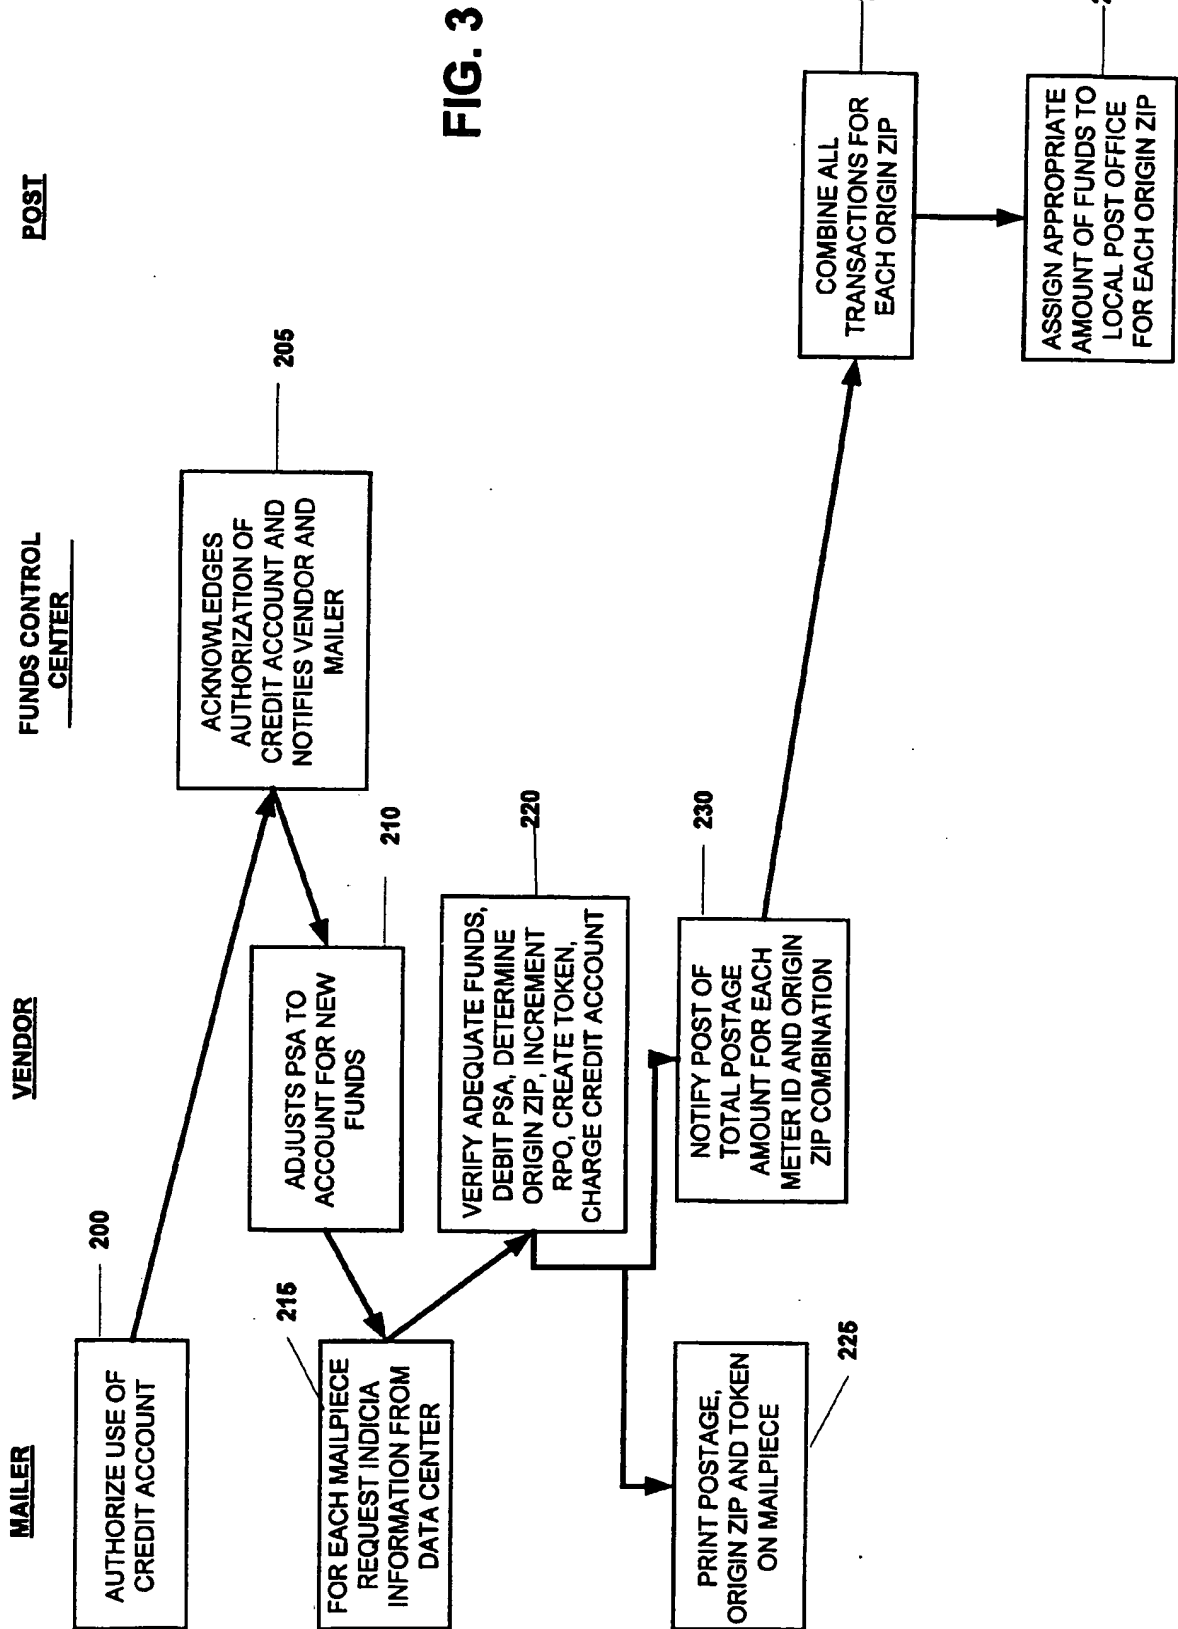 MAILER
VENDOR
FUNDS CONTROL
CENTER
POST
200
AUTHORIZE USE OF
CREDIT ACCOUNT
205
ACKNOWLEDGES
AUTHORIZATION OF
CREDIT ACCOUNT AND
NOTIFIES VENDOR AND
MAILER
210
ADJUSTS PSA TO
ACCOUNT FOR NEW
FUNDS
215
FOR EACH MAILPIECE
REQUEST INDICIA
INFORMATION FROM
DATA CENTER
220
VERIFY ADEQUATE FUNDS,
DEBIT PSA, DETERMINE
ORIGIN ZIP, INCREMENT
RPO, CREATE TOKEN,
CHARGE CREDIT ACCOUNT
225
PRINT POSTAGE,
ORIGIN ZIP AND TOKEN
ON MAILPIECE
230
NOTIFY POST OF
TOTAL POSTAGE
AMOUNT FOR EACH
METER ID AND ORIGIN
ZIP COMBINATION
COMBINE ALL
TRANSACTIONS FOR
EACH ORIGIN ZIP
ASSIGN APPROPRIATE
AMOUNT OF FUNDS TO
LOCAL POST OFFICE
FOR EACH ORIGIN ZIP
FIG. 3